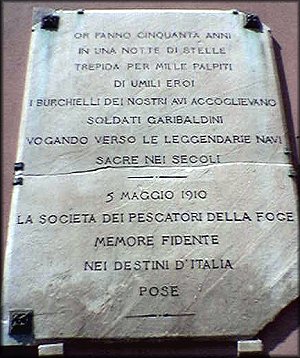 OR FANNO CINQUANTA ANNI
IN UNA NOTTE DI STELLE
TREPIDA PER MILLE PALPITI
DI UMILI EROI
I BURCHIELLI DEI NOSTRI AVI ACCOGLIEVANO
SOLDATI GARIBALDINI
VOGANDO VERSO LE LEGGENDARIE NAVI
SACRE NEI SECOLI
5 MAGGIO 1910
LA SOCIETA DEI PESCATORI DELLA FOCE
MEMORE FIDENTE
NEI DESTINI D'ITALIA
POSE